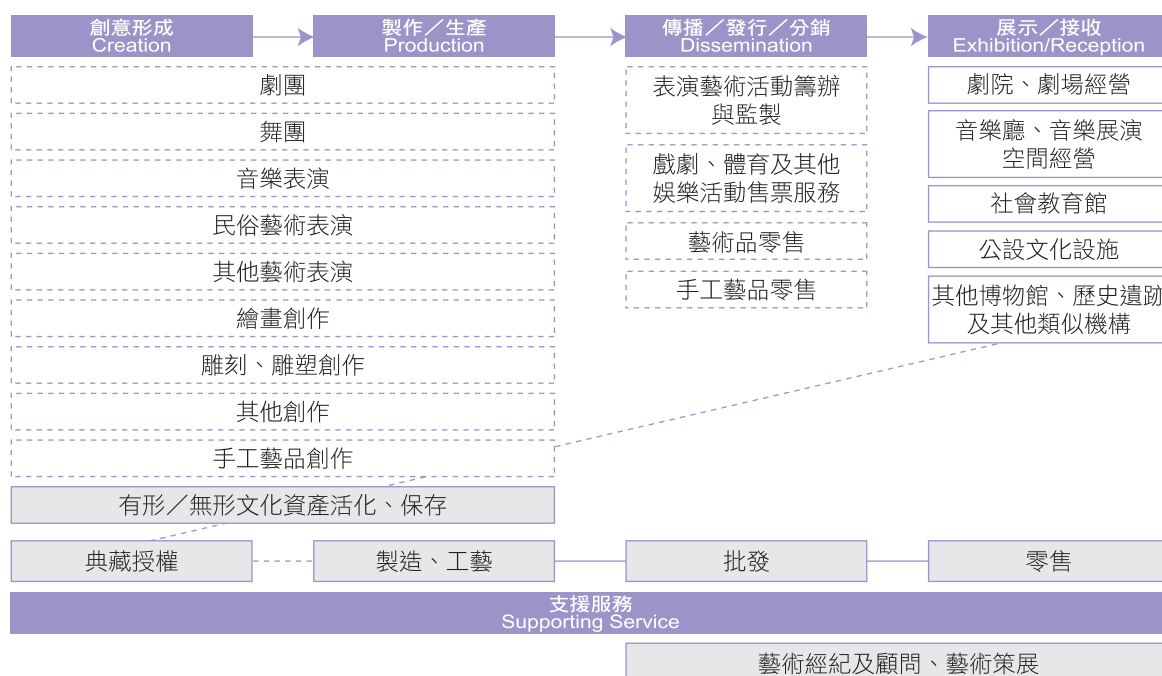 創意形成
Creation
製作／生產
Production
傳播／發行／分銷
Dissemination
展示／接收
Exhibition/Reception
劇團
舞團
音樂表演
民俗藝術表演
其他藝術表演
繪畫創作
雕刻、雕塑創作
其他創作
手工藝品創作
有形／無形文化資產活化、保存
表演藝術活動籌辦
與監製
戲劇、體育及其他
娛樂活動售票服務
藝術品零售
手工藝品零售
劇院、劇場經營
音樂廳、音樂展演
空間經營
社會教育館
公設文化設施
其他博物館、歷史遺跡
及其他類似機構
典藏授權
製造、工藝
批發
零售
支援服務
Supporting Service
藝術經紀及顧問、藝術策展